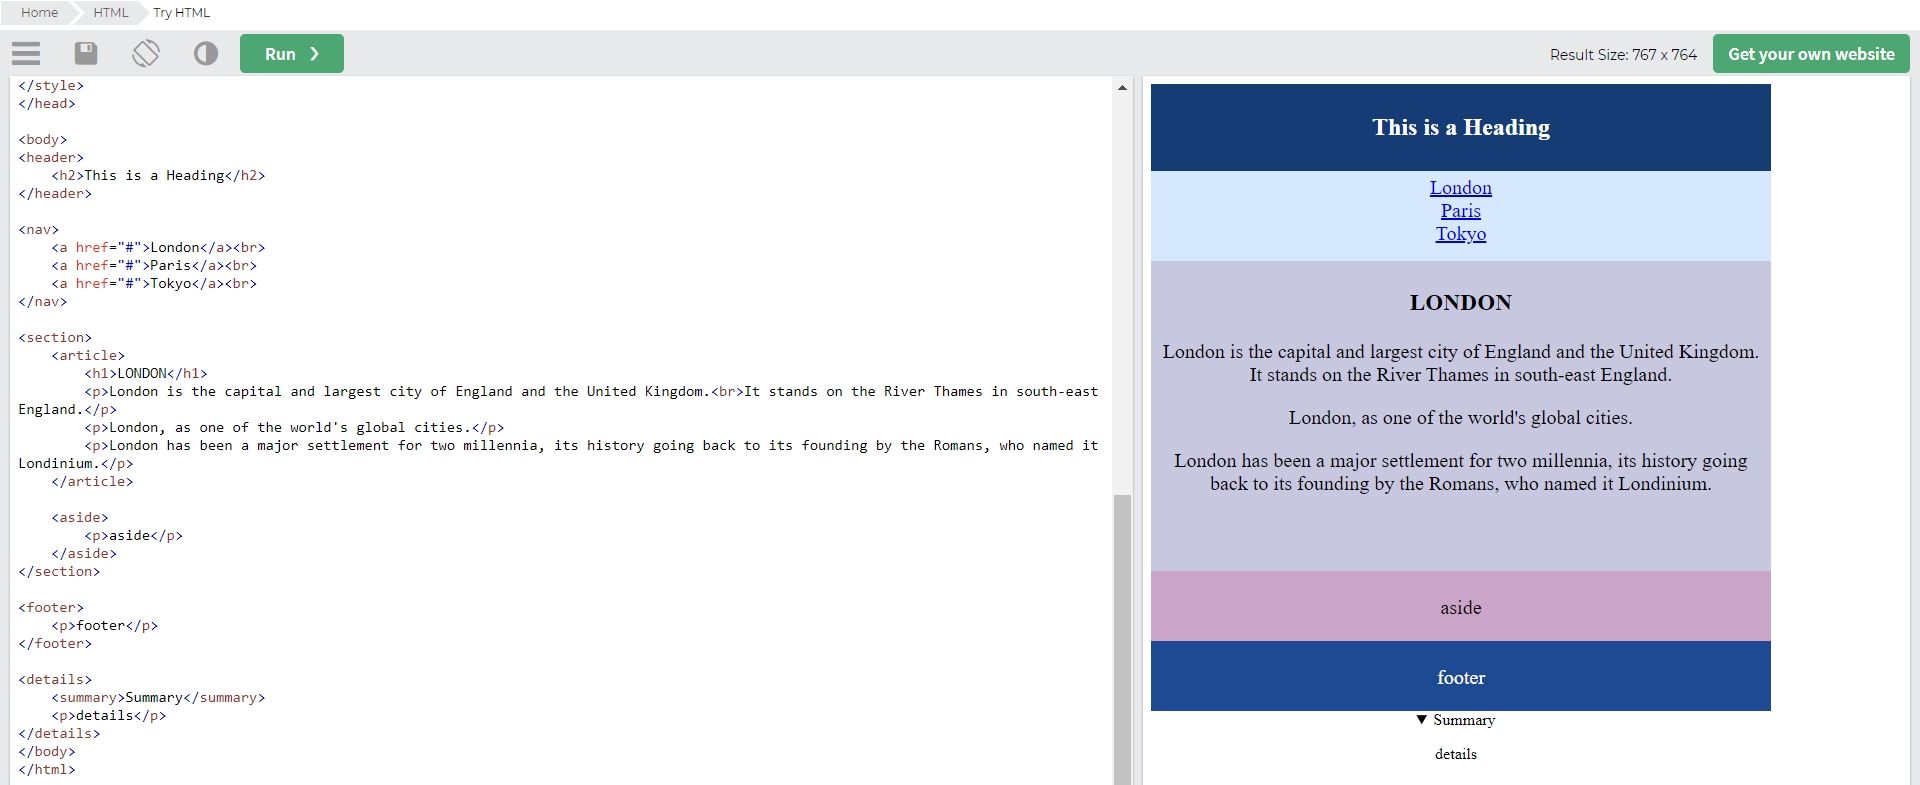 Home HTML Try HTML
Run ❯ Result Size: 767 x 764 Get your own website
</style>
</head>
<body>
<header>
<h2>This is a Heading</h2>
</header>
<nav>
<a href="#">London</a><br>
<a href="#">Paris</a><br>
<a href="#">Tokyo</a><br>
</nav>
<section>
<article>
<h1>LONDON</h1>
<p>London is the capital and largest city of England and the United Kingdom.<br>It stands on the River Thames in south-east
England.</p>
<p>London, as one of the world's global cities.</p>
<p>London has been a major settlement for two millennia, its history going back to its founding by the Romans, who named it
Londinium.</p>
</article>
<aside>
<p>aside</p>
</aside>
</section>
<footer>
<p>footer</p>
</footer>
<details>
<summary>Summary</summary>
<p>details</p>
</details>
</body>
</html>
This is a Heading
London
Paris
Tokyo
LONDON
London is the capital and largest city of England and the United Kingdom.
It stands on the River Thames in south-east England.
London, as one of the world's global cities.
London has been a major settlement for two millennia, its history going
back to its founding by the Romans, who named it Londinium.
aside
footer
▼ Summary
details